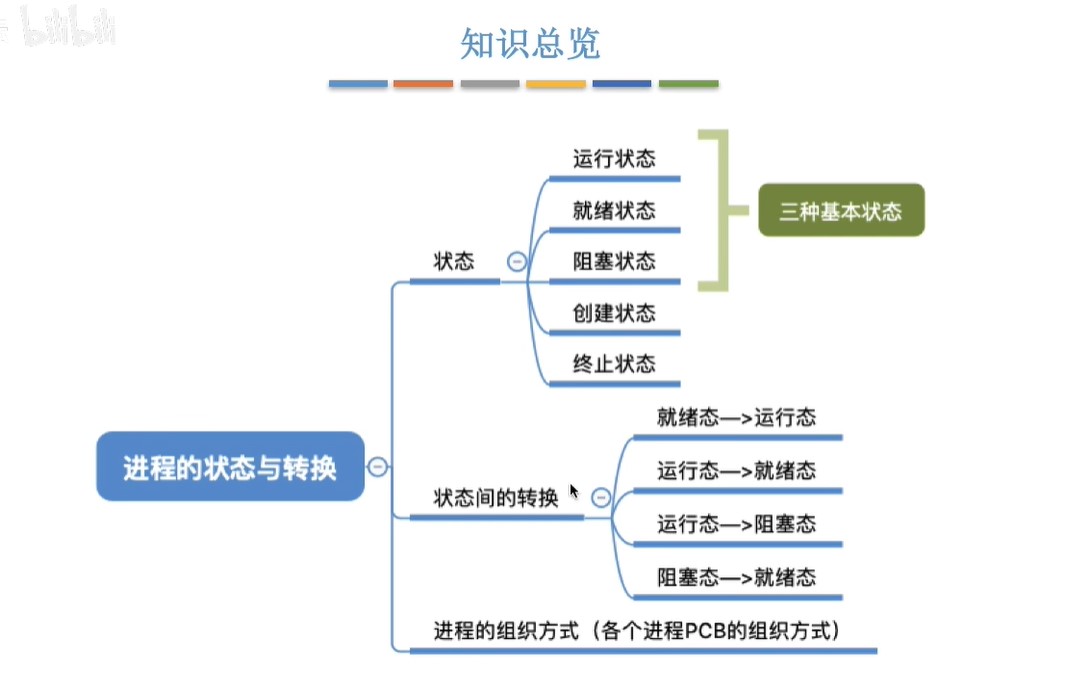 bilibili
知识总览
运行状态
就绪状态
阻塞状态
创建状态
终止状态
三种基本状态
状态
进程的状态与转换
状态间的转换
就绪态—>运行态
运行态—>就绪态
运行态—>阻塞态
阻塞态—>就绪态
进程的组织方式（各个进程PCB的组织方式）